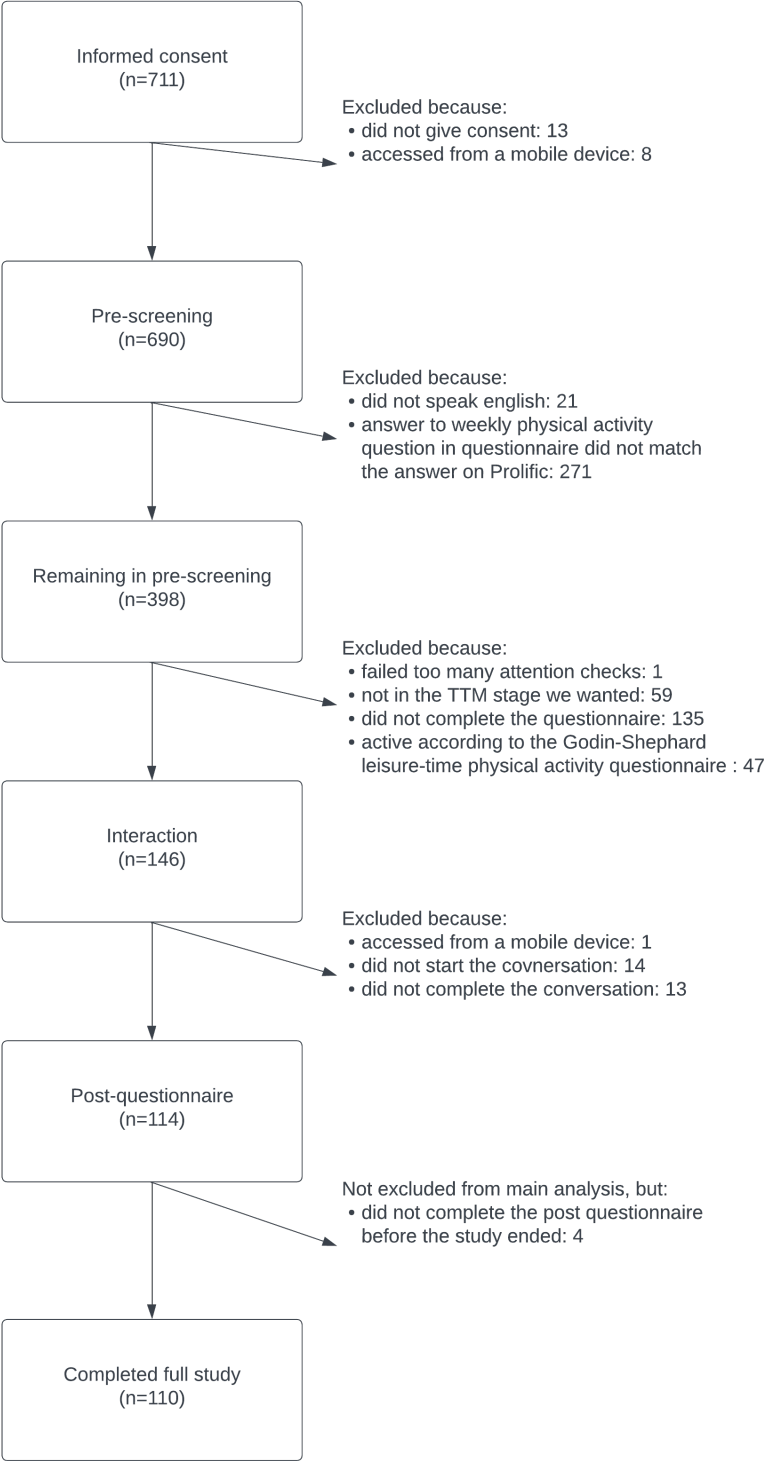 Informed consent
(n=711)
Excluded because:
• did not give consent: 13
• accessed from a mobile device: 8
Pre-screening
(n=690)
Excluded because:
• did not speak english: 21
• answer to weekly physical activity
question in questionnaire did not match
the answer on Prolific: 271
Remaining in pre-screening
(n=398)
Excluded because:
• failed too many attention checks: 1
• not in the TTM stage we wanted: 59
• did not complete the questionnaire: 135
• active according to the Godin-Shephard
leisure-time physical activity questionnaire : 47
Interaction
(n=146)
Excluded because:
• accessed from a mobile device: 1
• did not start the covnersation: 14
• did not complete the conversation: 13
Post-questionnaire
(n=114)
Not excluded from main analysis, but:
• did not complete the post questionnaire
before the study ended: 4
Completed full study
(n=110)